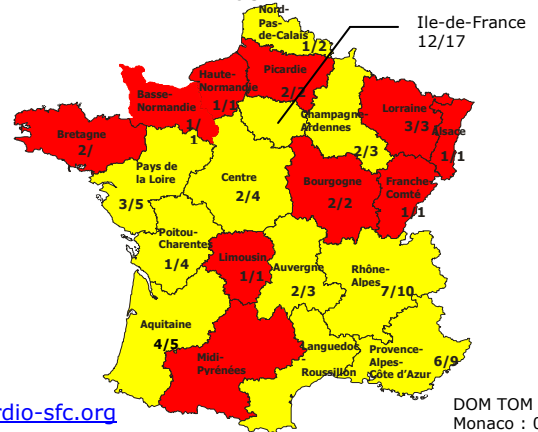 Nord-
Pas-
de-Calais
1/2
Ile-de-France
12/17
Haute-
Normandie
1/1
Picardie
2/2
Basse-
Normandie
1/
1
Champagne-
Ardennes
2/3
Lorraine
3/3
Alsace
1/1
Bretagne
2/
Pays de
la Loire
3/5
Centre
2/4
Bourgogne
2/2
Franche-
Comté
1/1
Poitou-
Charentes
1/4
Limousin
1/1
Auvergne
2/3
Rhône-
Alpes
7/10
Aquitaine
4/5
Midi-
Pyrénées
Languedoc
-
Roussillon
Provence-
Alpes-
Côte d'Azur
6/9
rdio-sfc.org
DOM TOM
Monaco : 0